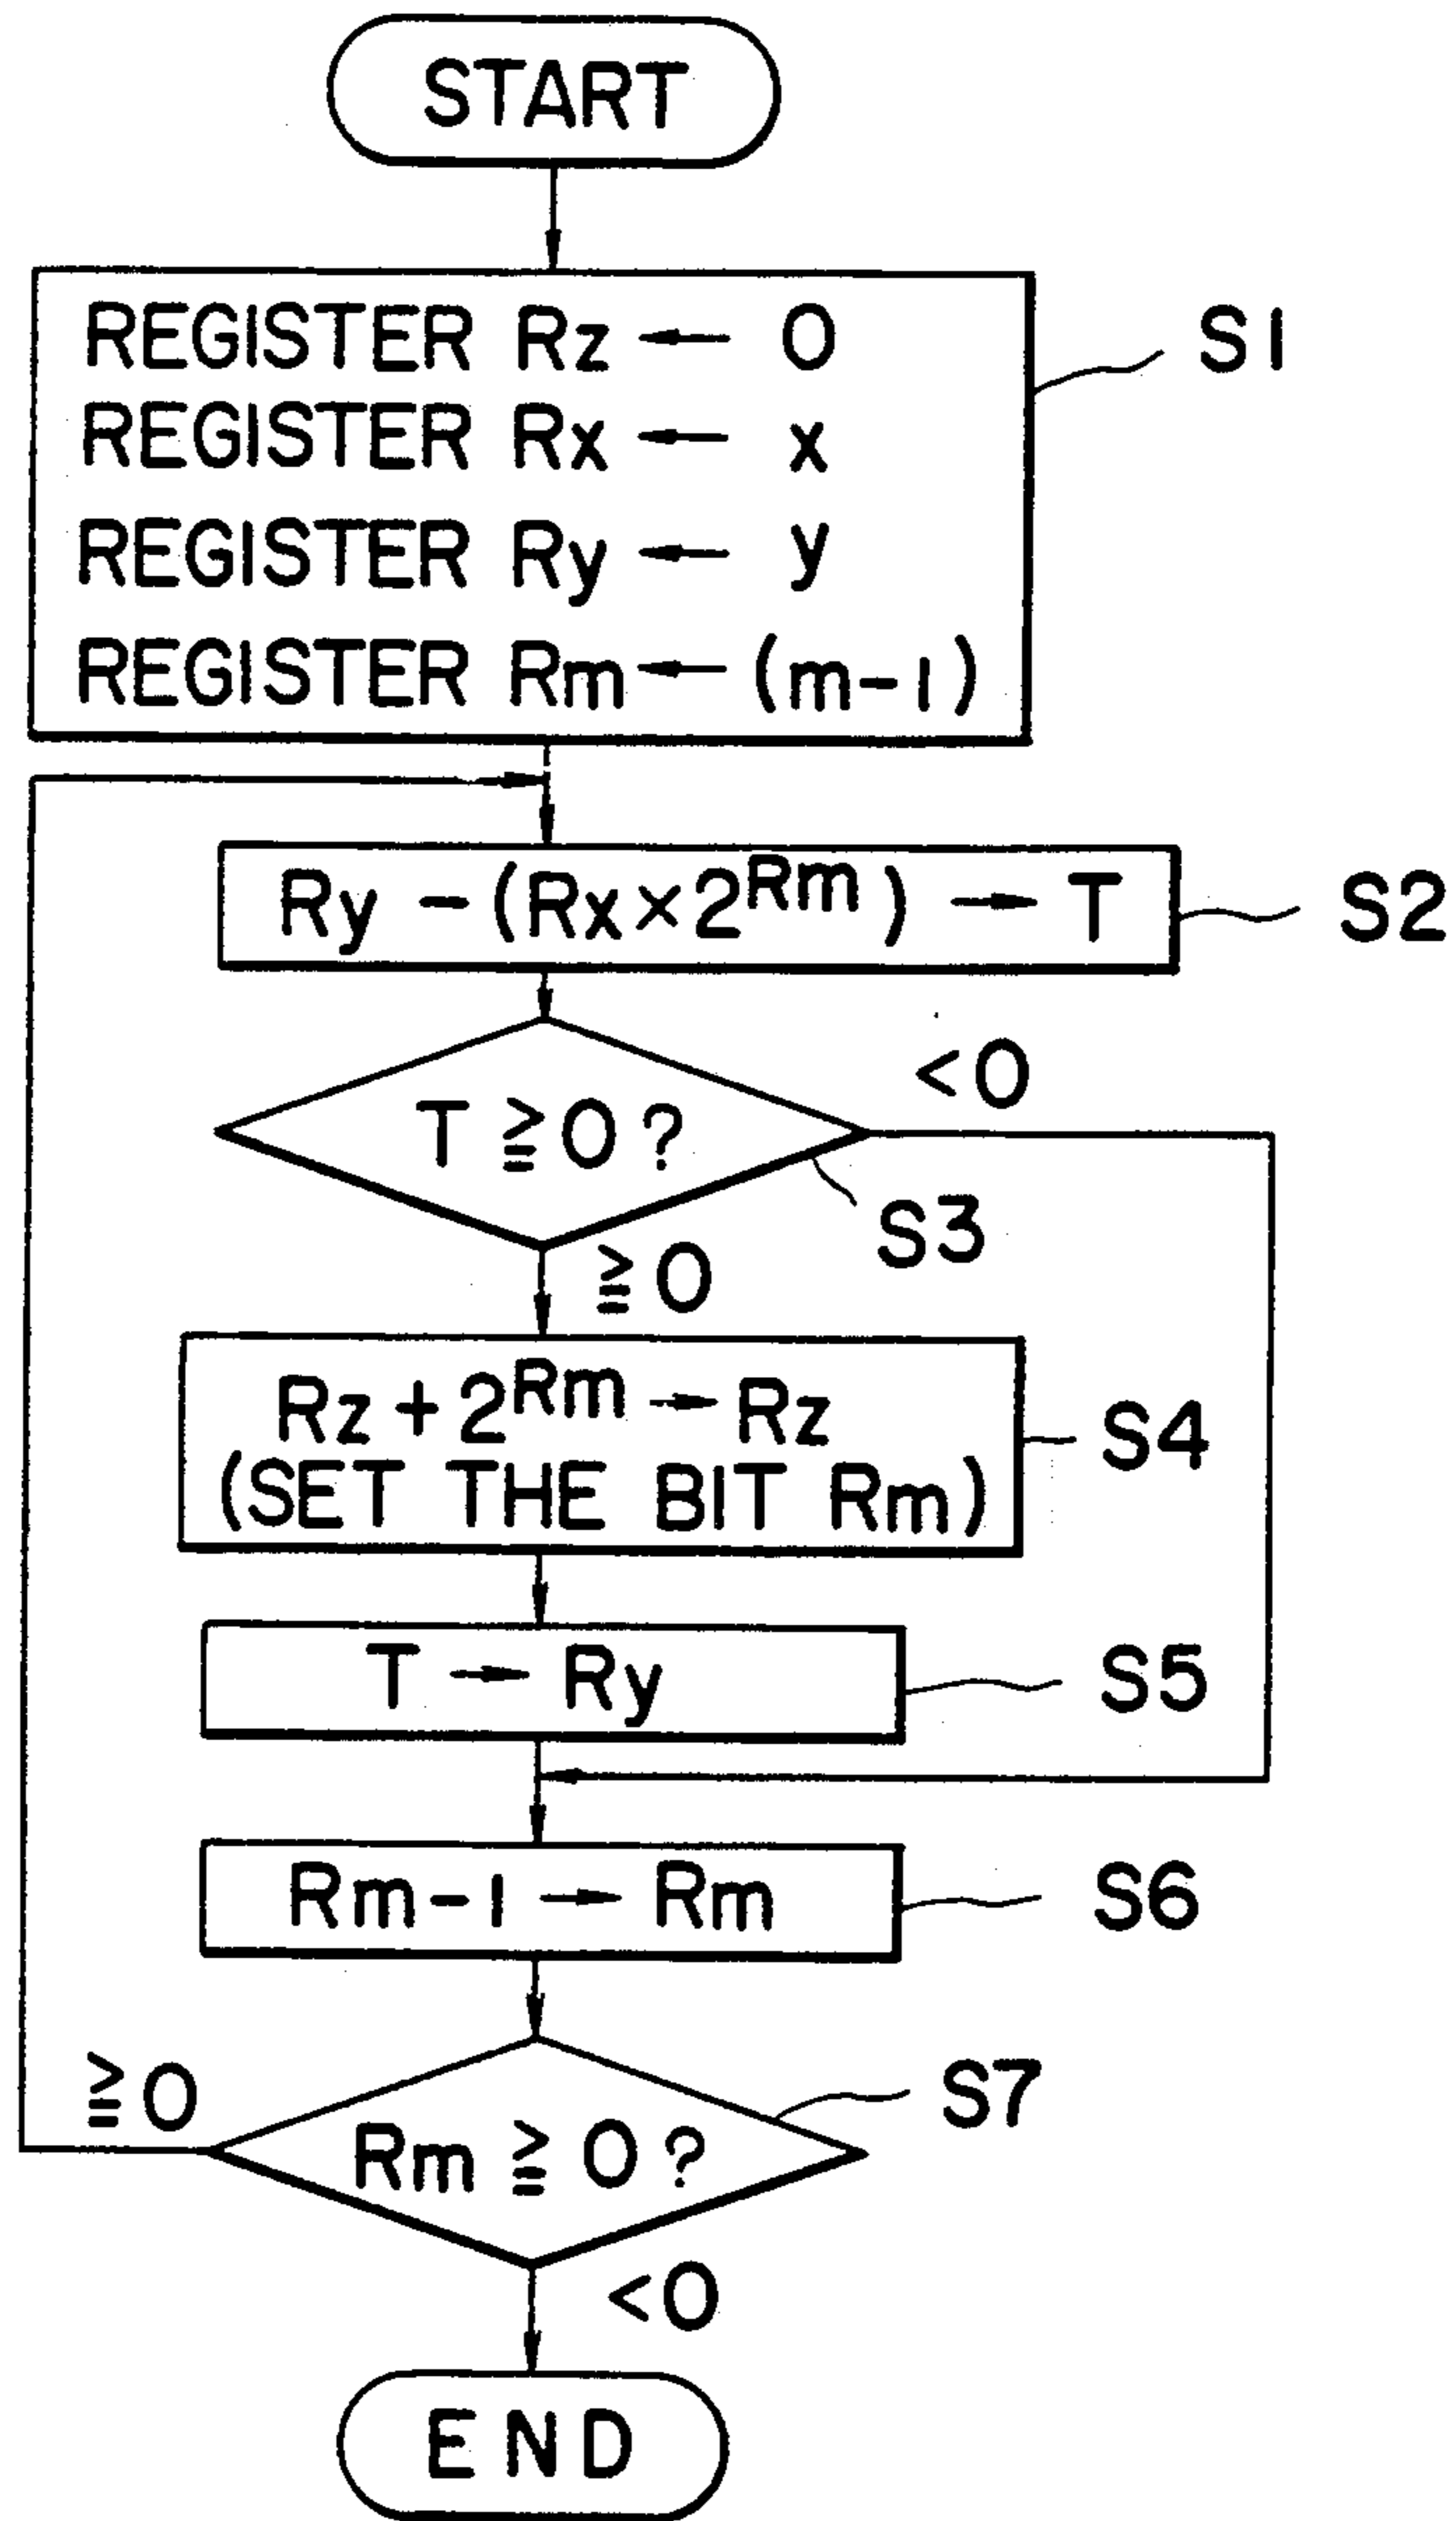 START
REGISTER Rz ← 0
REGISTER Rx ← x
REGISTER Ry ← y
REGISTER Rm ← (m-1)
S1
Ry - (Rx × 2^Rm) → T
S2
T ≧ 0 ?
<0
S3
≧ 0
Rz + 2^Rm → Rz
(SET THE BIT Rm)
S4
T → Ry
S5
Rm - 1 → Rm
S6
≧ 0
Rm ≧ 0 ?
S7
<0
END